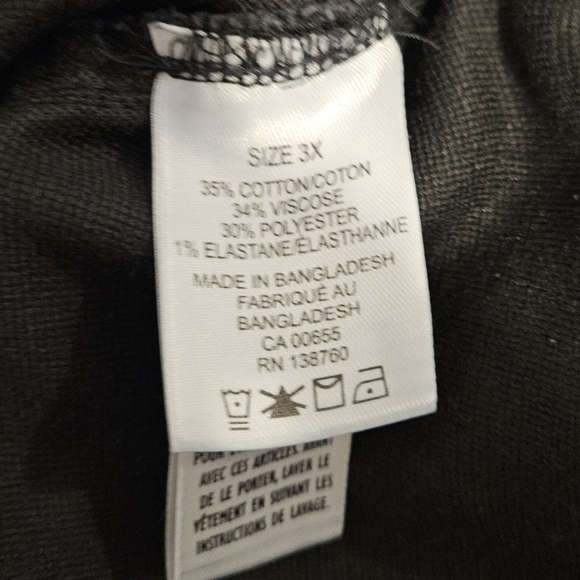 SIZE 3X
35% COTTON/COTON
34% VISCOSE
30% POLYESTER
1% ELASTANE/ÉLASTHANNE
MADE IN BANGLADESH
FABRIQUÉ AU
BANGLADESH
CA 00655
RN 138760
AVEC CES ARTICLES. AVANT
DE LE PORTER, LAVER LE
VÊTEMENT EN SUIVANT LES
INSTRUCTIONS DE LAVAGE.